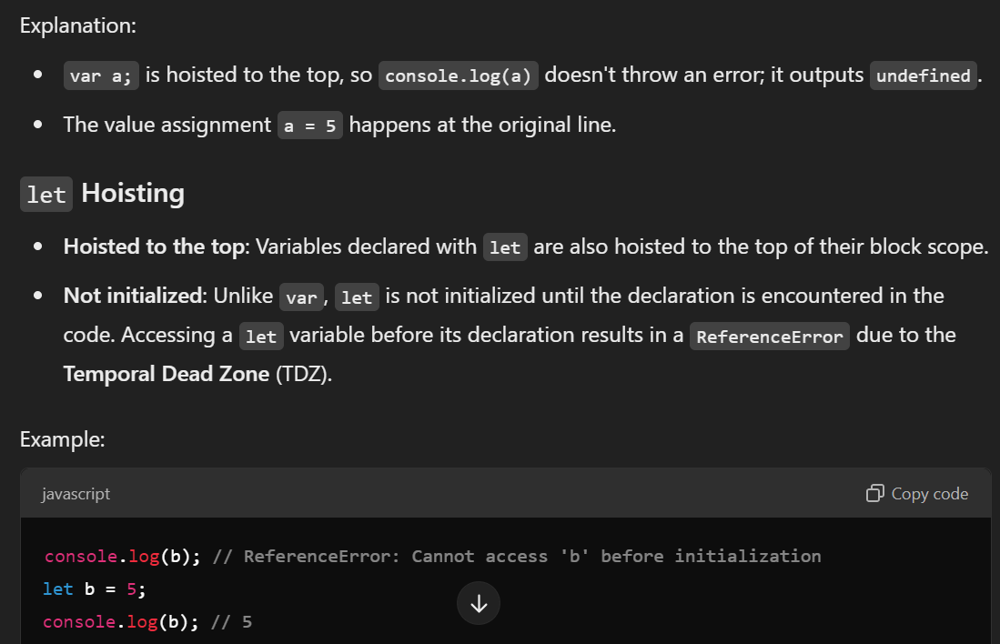 Explanation:
• var a; is hoisted to the top, so console.log(a) doesn't throw an error; it outputs undefined.
• The value assignment a = 5 happens at the original line.
let Hoisting
• Hoisted to the top: Variables declared with let are also hoisted to the top of their block scope.
• Not initialized: Unlike var, let is not initialized until the declaration is encountered in the
code. Accessing a let variable before its declaration results in a ReferenceError due to the
Temporal Dead Zone (TDZ).
Example:
javascript Copy code
console.log(b); // ReferenceError: Cannot access 'b' before initialization
let b = 5;
console.log(b); // 5